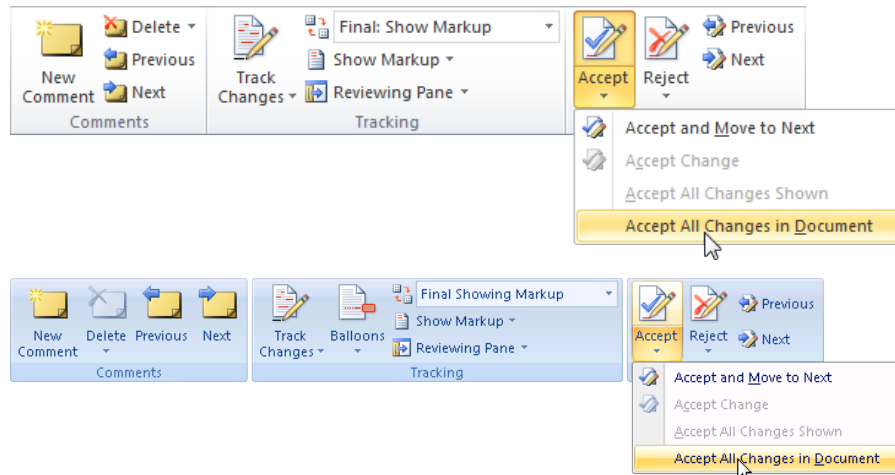 Delete
Final: Show Markup
Previous
Previous
Show Markup
Next
New Comment
Next
Track Changes
Reviewing Pane
Accept
Reject
Comments
Tracking
Accept and Move to Next
Accept Change
Accept All Changes Shown
Accept All Changes in Document
Final Showing Markup
Previous
New Comment
Delete
Previous
Next
Track Changes
Balloons
Show Markup
Reviewing Pane
Accept
Reject
Next
Comments
Tracking
Accept and Move to Next
Accept Change
Accept All Changes Shown
Accept All Changes in Document